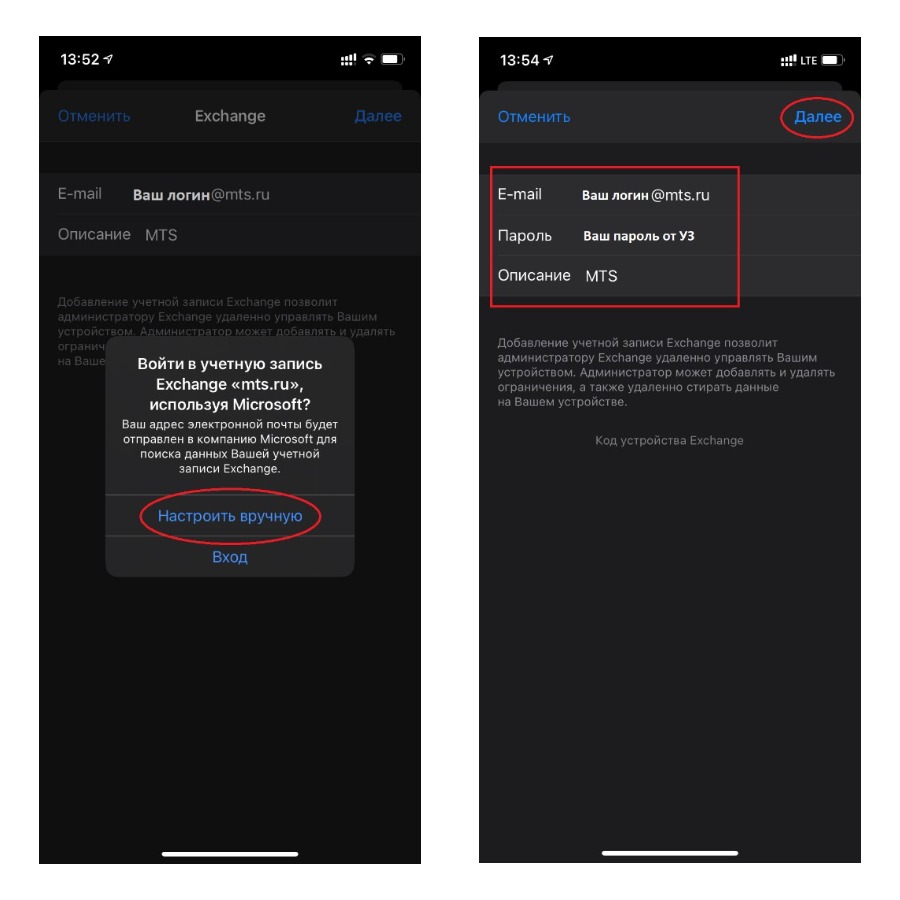 13:52
Отменить Exchange Далее
E-mail Ваш логин@mts.ru
Описание MTS
Добавление учетной записи Exchange позволит
администратору Exchange удаленно управлять Вашим
устройством. Администратор может добавлять и удалять
огранич
на Ваше
Войти в учетную запись
Exchange «mts.ru»,
используя Microsoft?
Ваш адрес электронной почты будет
отправлен в компанию Microsoft для
поиска данных Вашей учетной
записи Exchange.
Настроить вручную
Вход
13:54 LTE
Отменить Далее
E-mail Ваш логин @mts.ru
Пароль Ваш пароль от УЗ
Описание MTS
Добавление учетной записи Exchange позволит
администратору Exchange удаленно управлять Вашим
устройством. Администратор может добавлять и удалять
ограничения, а также удаленно стирать данные
на Вашем устройстве.
Код устройства Exchange